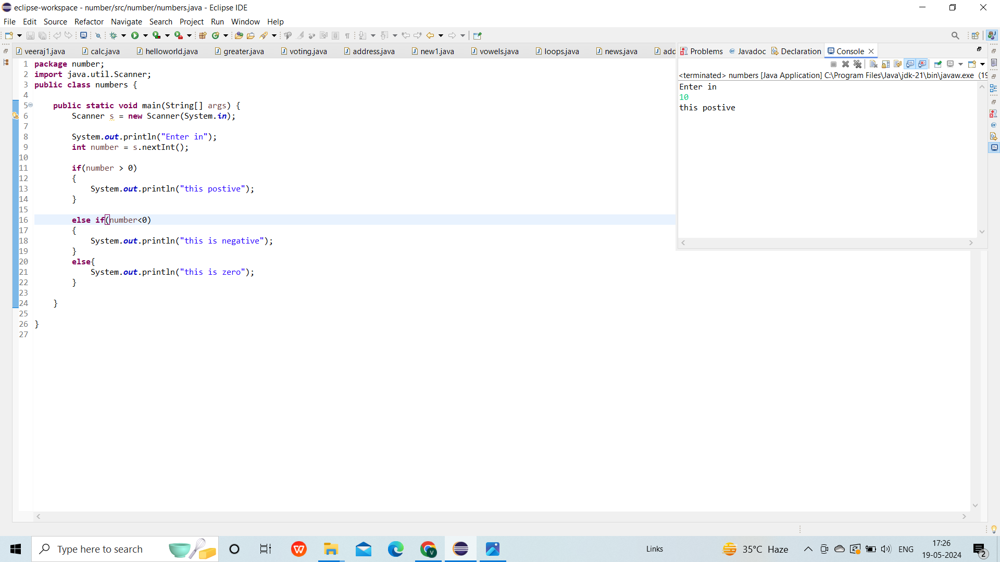 eclipse-workspace - number/src/number/numbers.java - Eclipse IDE
File Edit Source Refactor Navigate Search Project Run Window Help
veeraj1.java calc.java helloworld.java greater.java voting.java address.java new1.java vowels.java loops.java news.java add
Problems @ Javadoc Declaration Console
<terminated> numbers [Java Application] C:\Program Files\Java\jdk-21\bin\javaw.exe (19
Enter in
10
this postive
1 package number;
2 import java.util.Scanner;
3 public class numbers {
4
5 public static void main(String[] args) {
6 Scanner s = new Scanner(System.in);
7
8 System.out.println("Enter in");
9 int number = s.nextInt();
10
11 if(number > 0)
12 {
13 System.out.println("this postive");
14 }
15
16 else if(number<0)
17 {
18 System.out.println("this is negative");
19 }
20 else{
21 System.out.println("this is zero");
22 }
23
24 }
25
26 }
27
Type here to search
Links
35°C Haze
ENG
17:26
19-05-2024
2